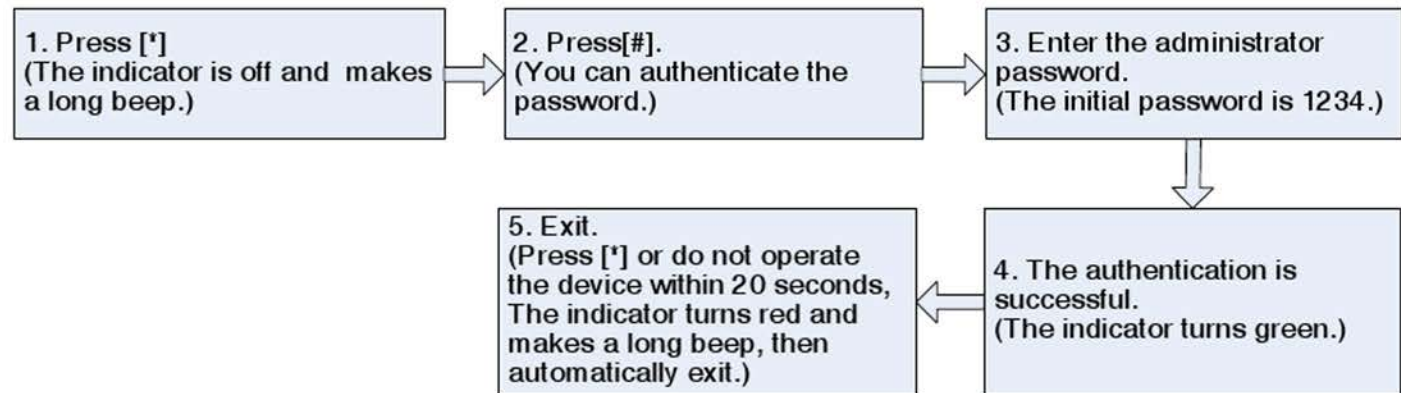 1. Press [*]
(The indicator is off and makes
a long beep.)
2. Press[#].
(You can authenticate the
password.)
3. Enter the administrator
password.
(The initial password is 1234.)
4. The authentication is
successful.
(The indicator turns green.)
5. Exit.
(Press [*] or do not operate
the device within 20 seconds,
The indicator turns red and
makes a long beep, then
automatically exit.)